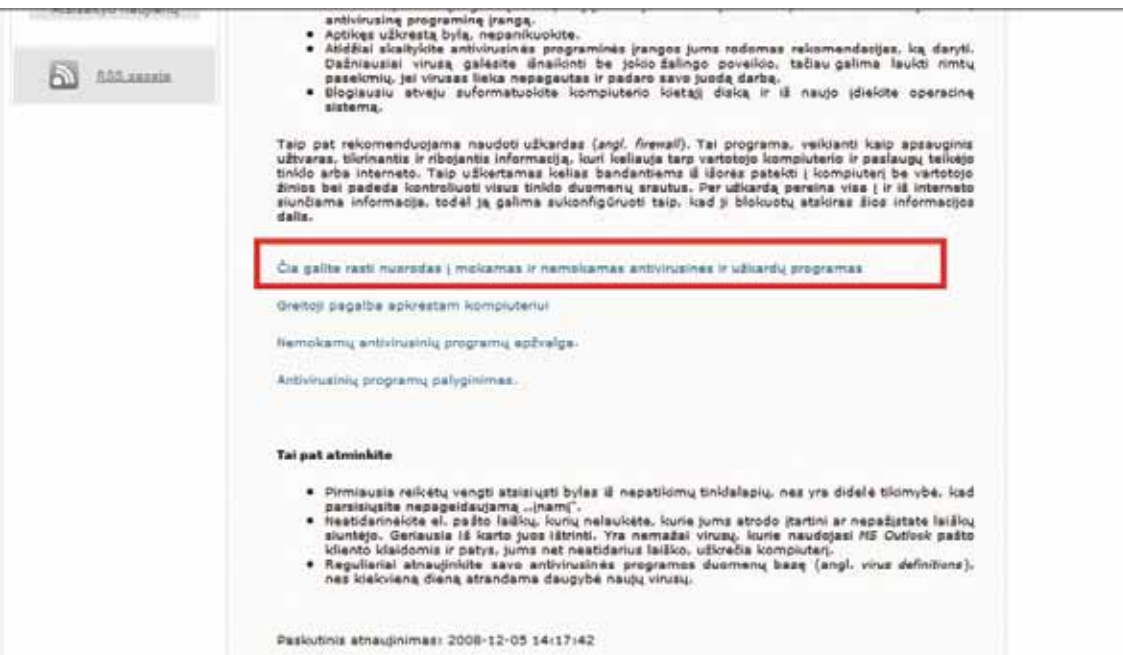 antivirusinę programinę įrangą.
• Aptikęs užkrėstą bylą, nepanikuokite.
• Atidžiai skaitykite antivirusinės programinės įrangos jums rodomas rekomendacijas, ką daryti.
Dažniausiai virusą galėsite išnaikinti be jokio žalingo poveikio, tačiau galima laukti rimtų
pasekmių, jei virusas lieka nepagautas ir padaro savo juodą darbą.
• Blogiausiu atveju suformatuokite kompiuterio kietąjį diską ir iš naujo įdiekite operacinę
sistemą.
RSS sąsaja
Taip pat rekomenduojama naudoti užkardas (angl. firewall). Tai programa, veikianti kaip apsauginis
užtvaras, tikrinantis ir ribojantis informaciją, kuri keliauja tarp vartotojo kompiuterio ir paslaugų teikėjo
tinklo arba interneto. Taip užkertamas kelias bandantiems iš išorės patekti į kompiuterį be vartotojo
žinios bei padeda kontroliuoti visus tinklo duomenų srautus. Per užkardą pereina visa į ir iš interneto
siunčiama informacija, todėl ją galima sukonfigūruoti taip, kad ji blokuotų atskiras šios informacijos
dalis.
Čia galite rasti nuorodas į mokamas ir nemokamas antivirusines ir užkardų programas
Greitoji pagalba apkrėstam kompiuteriui
Nemokamų antivirusinių programų apžvalga.
Antivirusinių programų palyginimas.
Tai pat atminkite
• Pirmiausia reikėtų vengti atsisiųsti bylas iš nepatikimų tinklalapių, nes yra didelė tikimybė, kad
parsisiųsite nepageidaujamą „įnamį".
• Neatidarinėkite el. pašto laiškų, kurių nelaukėte, kurie jums atrodo įtartini ar nepažįstate laiškų
siuntėjo. Geriausia iš karto juos ištrinti. Yra nemažai virusų, kurie naudojasi MS Outlook pašto
kliento klaidomis ir patys, jums net neatidarius laiško, užkrečia kompiuterį.
• Reguliariai atnaujinkite savo antivirusinės programos duomenų bazę (angl. virus definitions),
nes kiekvieną dieną atrandama daugybė naujų virusų.
Paskutinis atnaujinimas: 2008-12-05 14:17:42